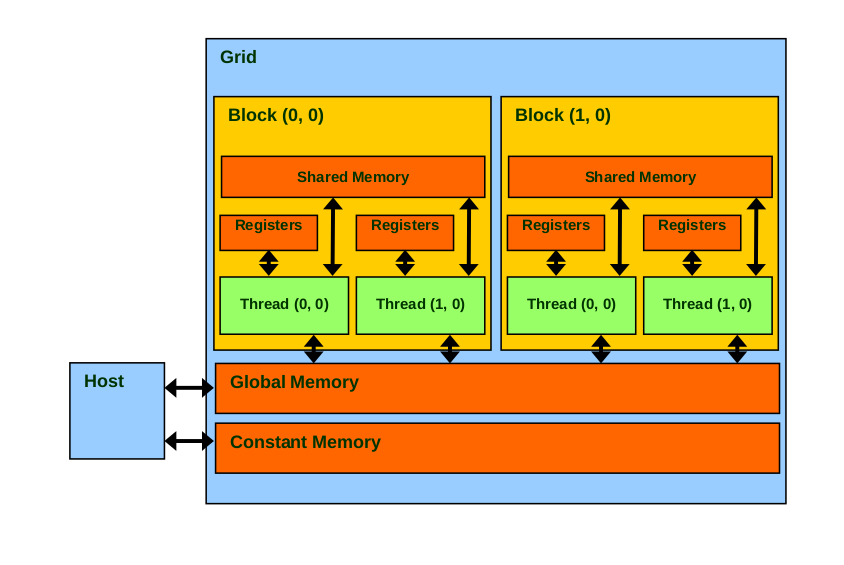 Grid
Block (0, 0)
Block (1, 0)
Shared Memory
Shared Memory
Registers
Registers
Registers
Registers
Thread (0, 0)
Thread (1, 0)
Thread (0, 0)
Thread (1, 0)
Host
Global Memory
Constant Memory